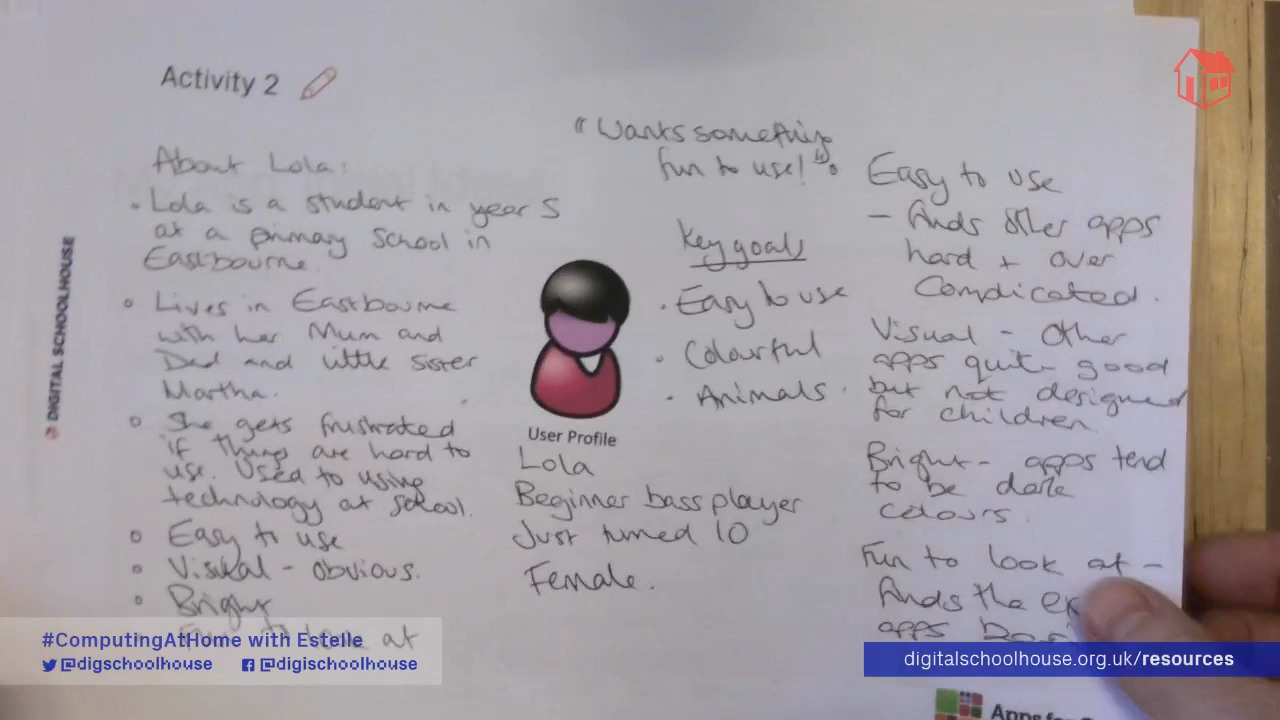 Activity 2
DIGITAL SCHOOLHOUSE
About Lola:
• Lola is a student in year 5
at a primary School in
Eastbourne.
• Lives in Eastbourne
with her Mum and
Dad and little sister
Martha.
• She gets frustrated
if things are hard to
use. Used to using
technology at school.
• Easy to use
• Visual - obvious.
• Bright
look at
"Wants something
fun to use!"
Key goals
• Easy to use
• Colourful
• Animals
User Profile
Lola
Beginner bass player
Just turned 10
Female.
Easy to use
- finds other apps
hard + over
Complicated.
Visual - Other
apps quite good
but not designed
for children.
Bright - apps tend
to be dark
colours.
Fun to look at -
finds the
apps
#ComputingAtHome with Estelle
@digschoolhouse @digischoolhouse
digitalschoolhouse.org.uk/resources
Apps for